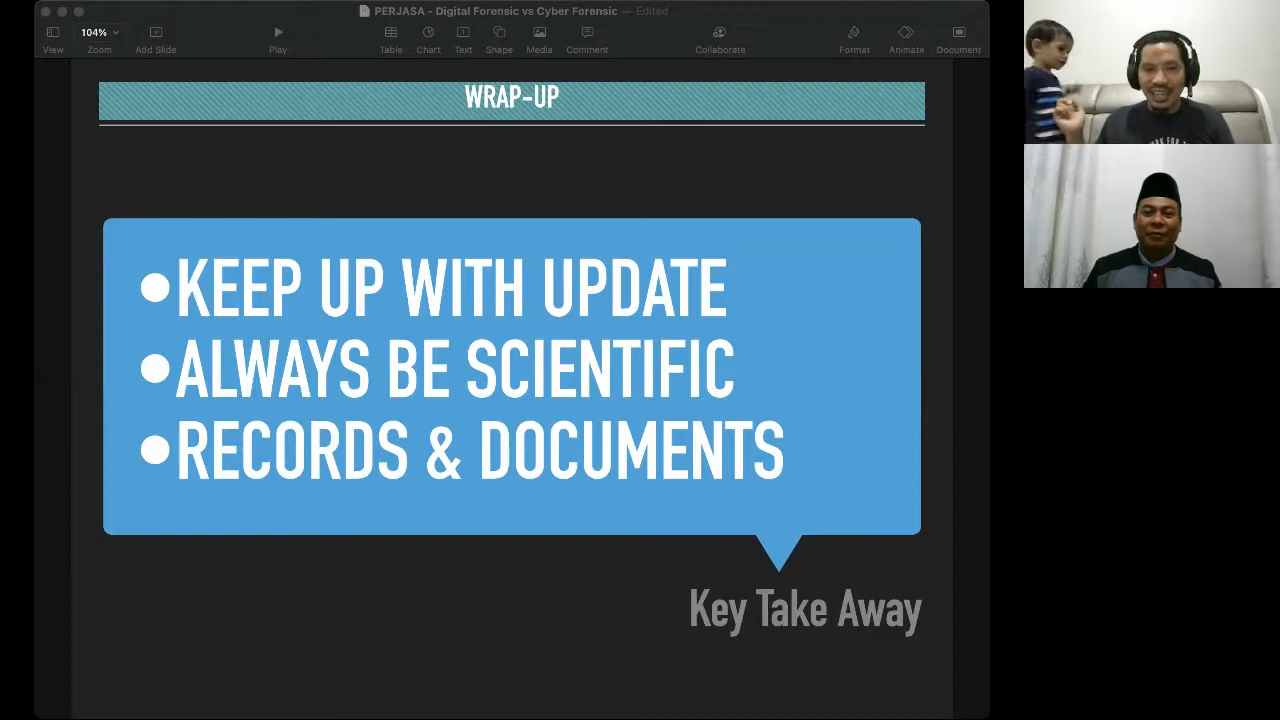 PERJASA - Digital Forensic vs Cyber Forensic — Edited
104%
View
Zoom
Add Slide
Play
Table
Chart
Text
Shape
Media
Comment
Collaborate
Format
Animate
Document
WRAP-UP
•KEEP UP WITH UPDATE
•ALWAYS BE SCIENTIFIC
•RECORDS & DOCUMENTS
Key Take Away